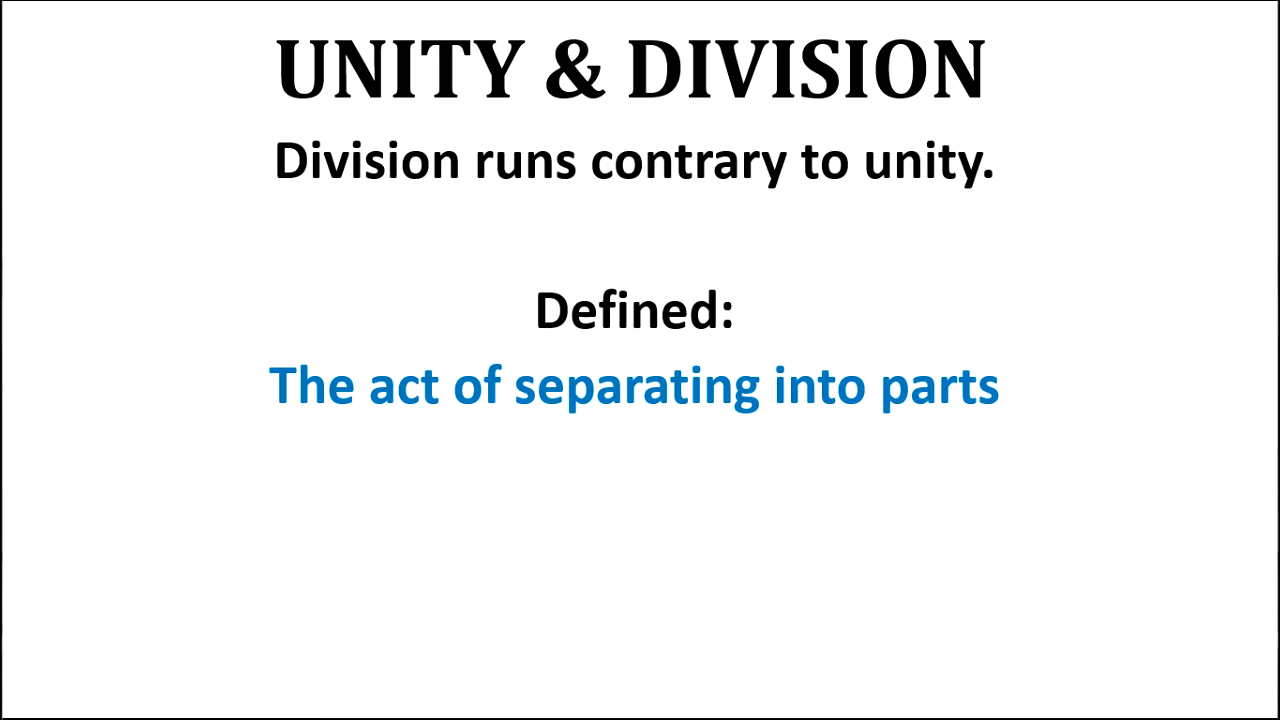 UNITY & DIVISION
Division runs contrary to unity.
Defined:
The act of separating into parts